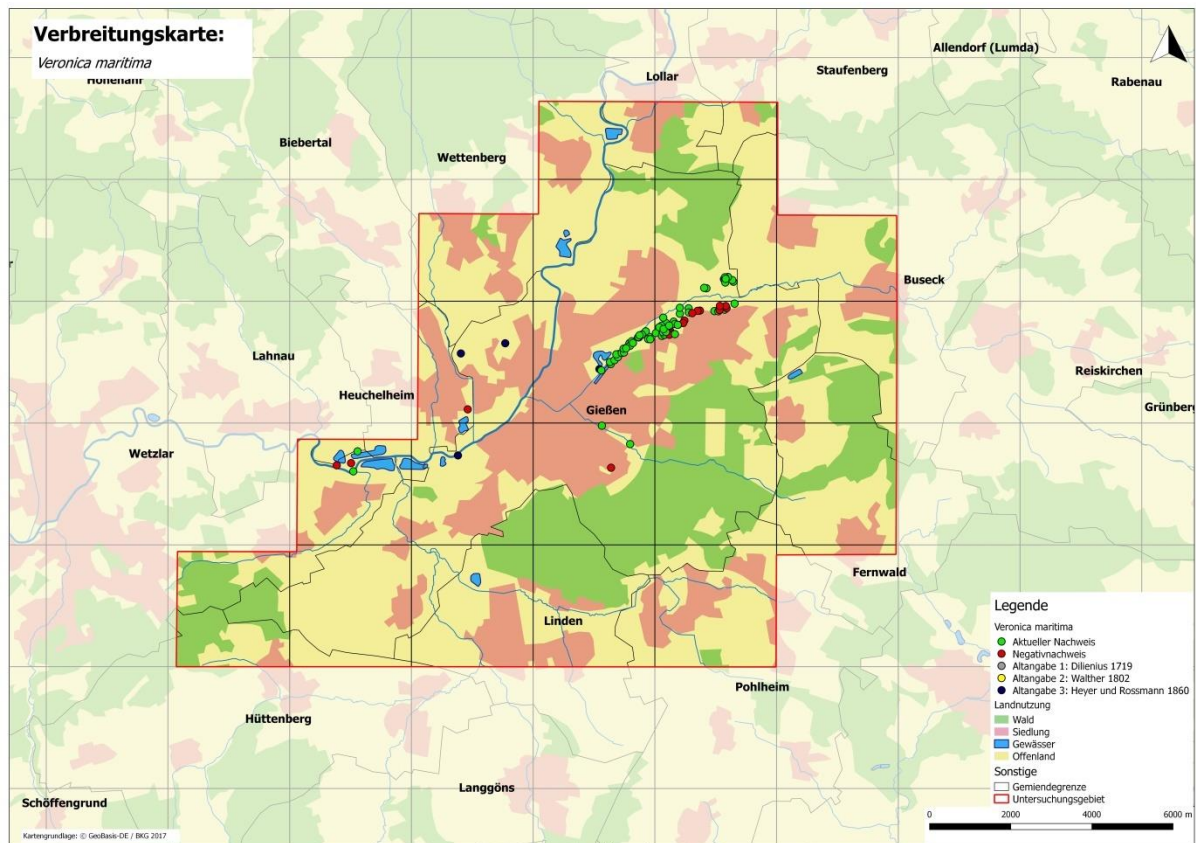 Verbreitungskarte:
Veronica maritima
Hohenahr
Allendorf (Lumda)
Staufenberg
Lollar
Rabenau
Biebertal
Wettenberg
Buseck
Lahnau
Reiskirchen
Heuchelheim
Grünberg
Gießen
Wetzlar
Fernwald
Linden
Pohlheim
Hüttenberg
Langgöns
Schöffengrund
Legende
Veronica maritima
Aktueller Nachweis
Negativnachweis
Altangabe 1: Dillenius 1719
Altangabe 2: Walther 1802
Altangabe 3: Heyer und Rossmann 1860
Landnutzung
Wald
Siedlung
Gewässer
Offenland
Sonstige
Gemiendegrenze
Untersuchungsgebiet
0 2000 4000 6000 m
Kartengrundlage: © GeoBasis-DE / BKG 2017